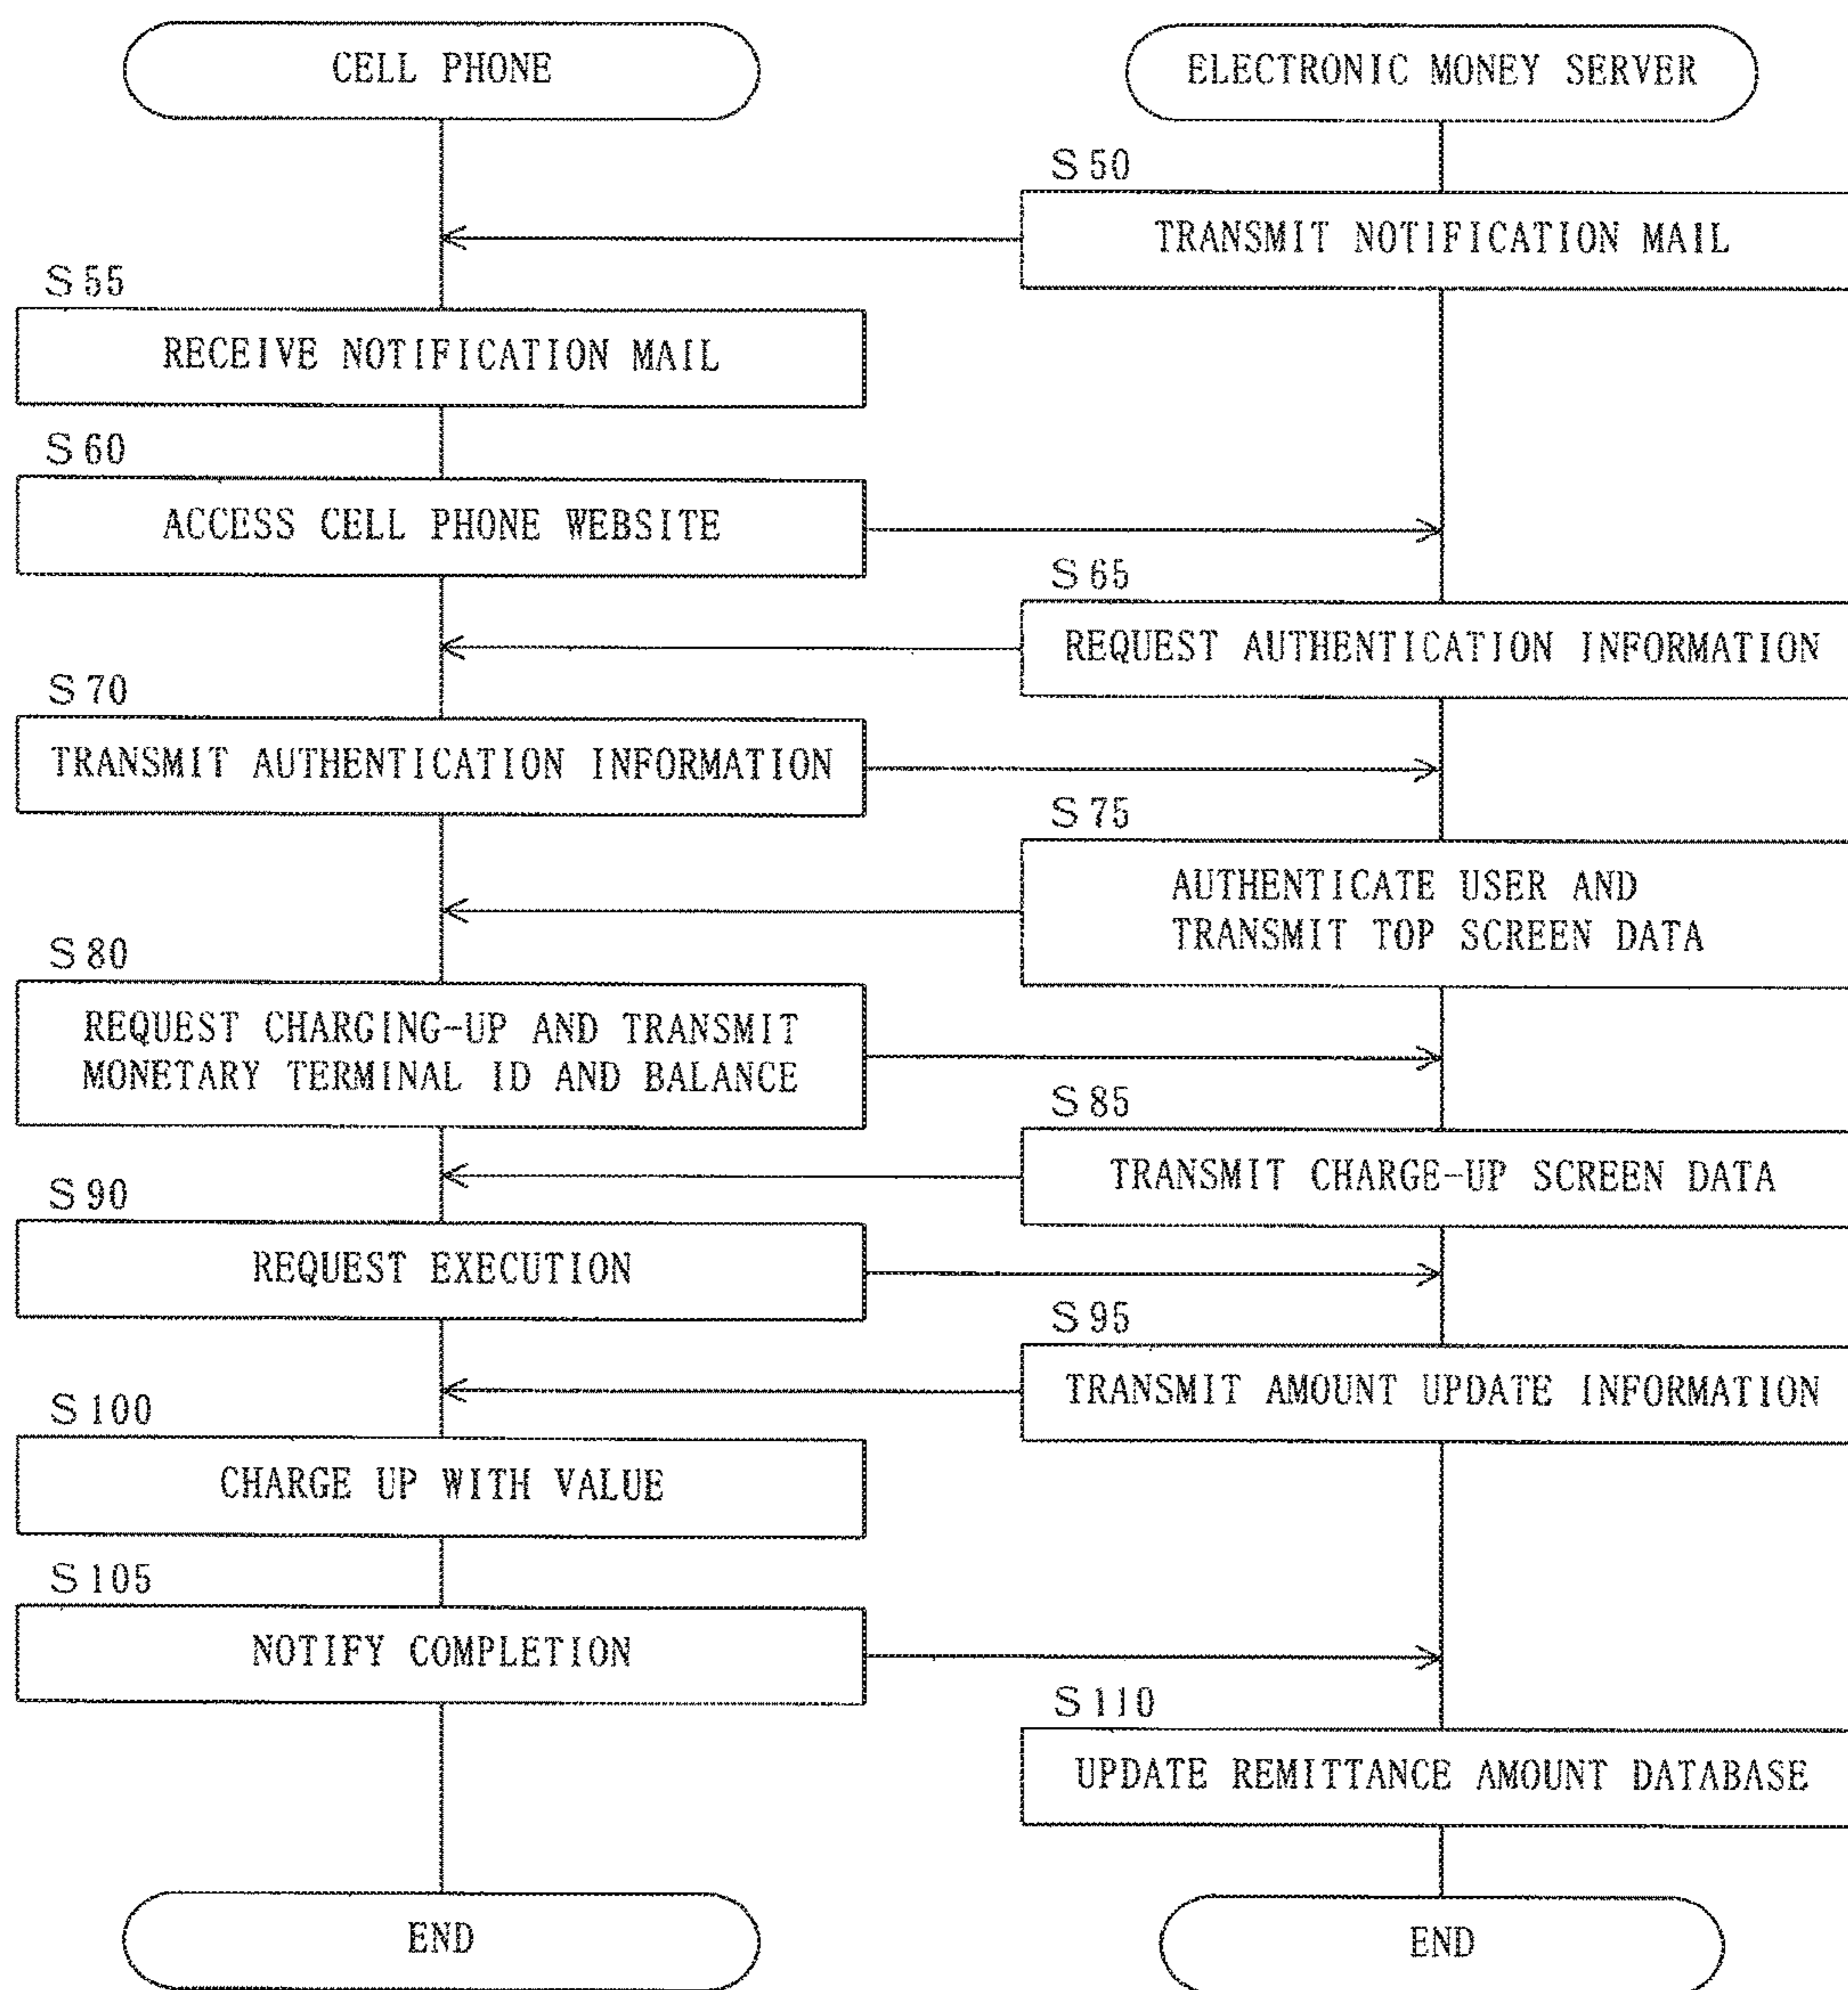 CELL PHONE
ELECTRONIC MONEY SERVER
S50
TRANSMIT NOTIFICATION MAIL
S55
RECEIVE NOTIFICATION MAIL
S60
ACCESS CELL PHONE WEBSITE
S65
REQUEST AUTHENTICATION INFORMATION
S70
TRANSMIT AUTHENTICATION INFORMATION
S75
AUTHENTICATE USER AND
TRANSMIT TOP SCREEN DATA
S80
REQUEST CHARGING-UP AND TRANSMIT
MONETARY TERMINAL ID AND BALANCE
S85
TRANSMIT CHARGE-UP SCREEN DATA
S90
REQUEST EXECUTION
S95
TRANSMIT AMOUNT UPDATE INFORMATION
S100
CHARGE UP WITH VALUE
S105
NOTIFY COMPLETION
S110
UPDATE REMITTANCE AMOUNT DATABASE
END
END